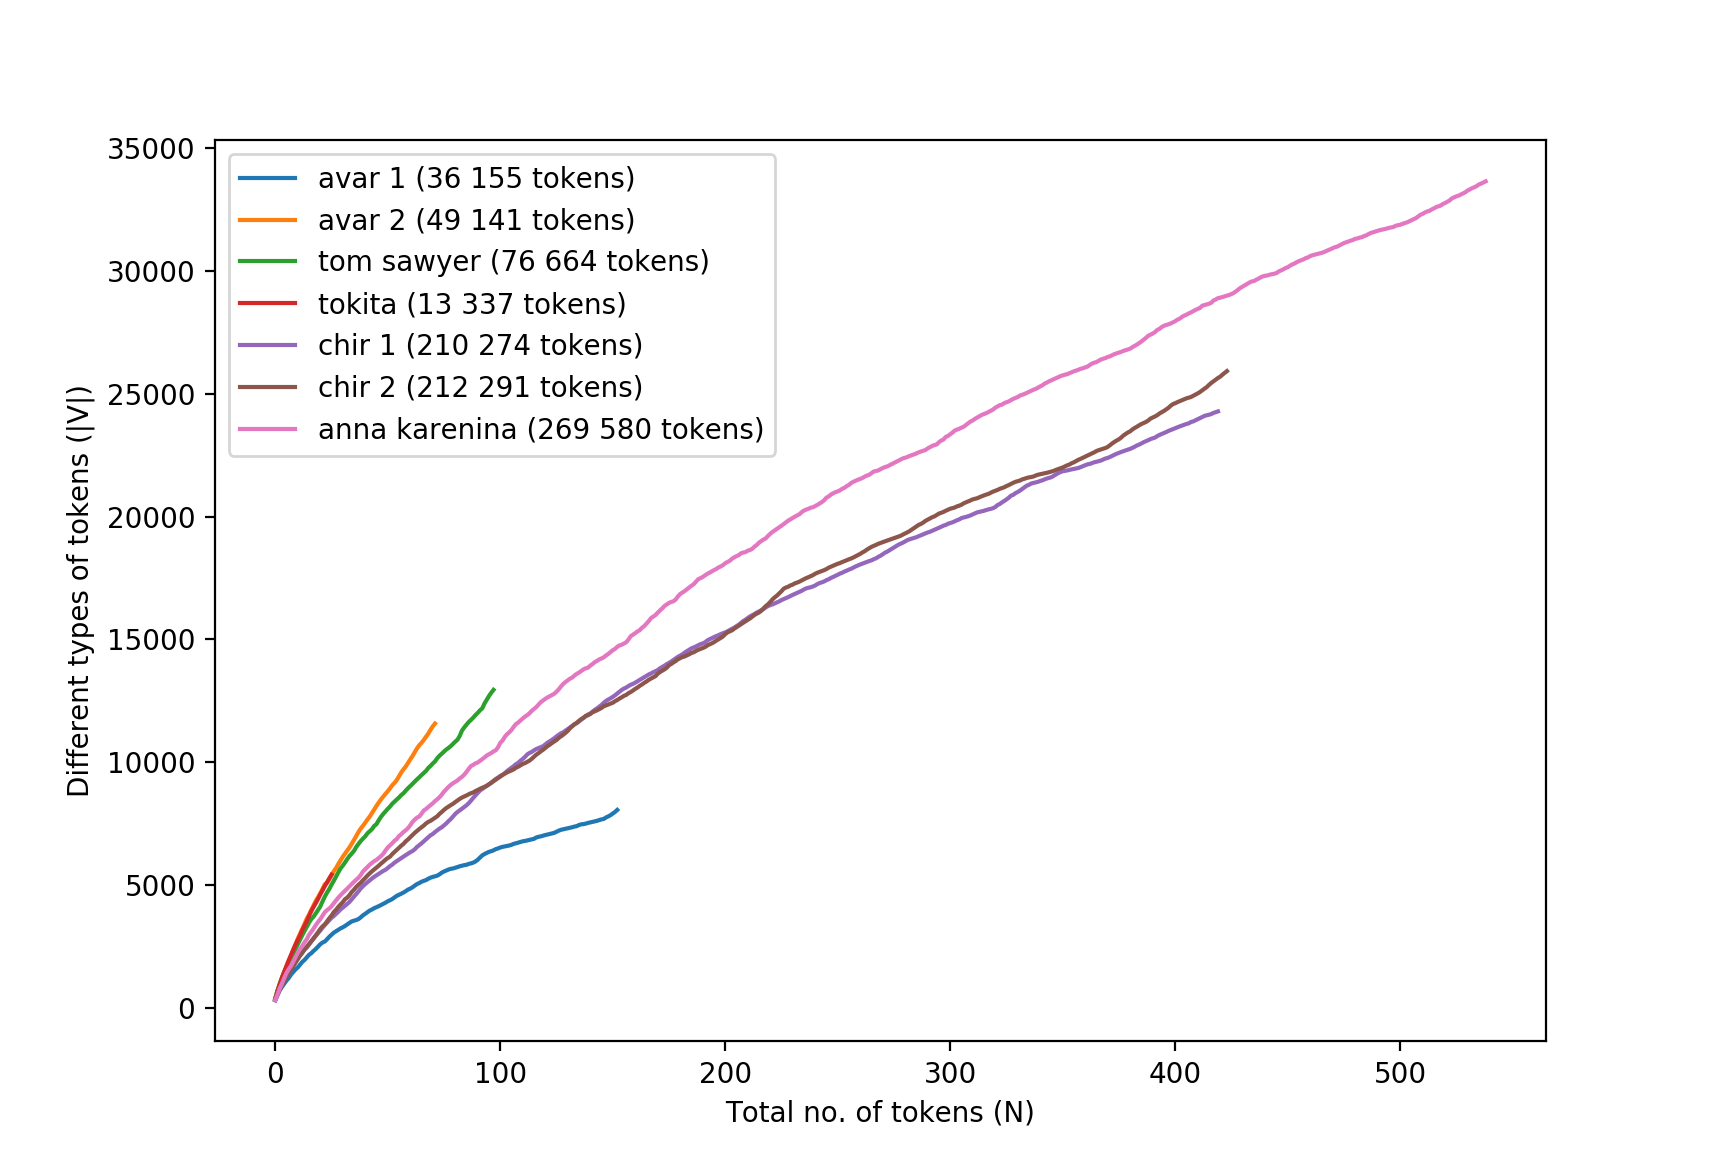 35000
30000
25000
20000
15000
10000
5000
0
Different types of tokens (|V|)
avar 1 (36 155 tokens)
avar 2 (49 141 tokens)
tom sawyer (76 664 tokens)
tokita (13 337 tokens)
chir 1 (210 274 tokens)
chir 2 (212 291 tokens)
anna karenina (269 580 tokens)
0 100 200 300 400 500
Total no. of tokens (N)